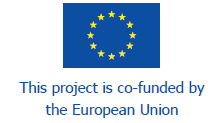 This project is co-funded by
the European Union